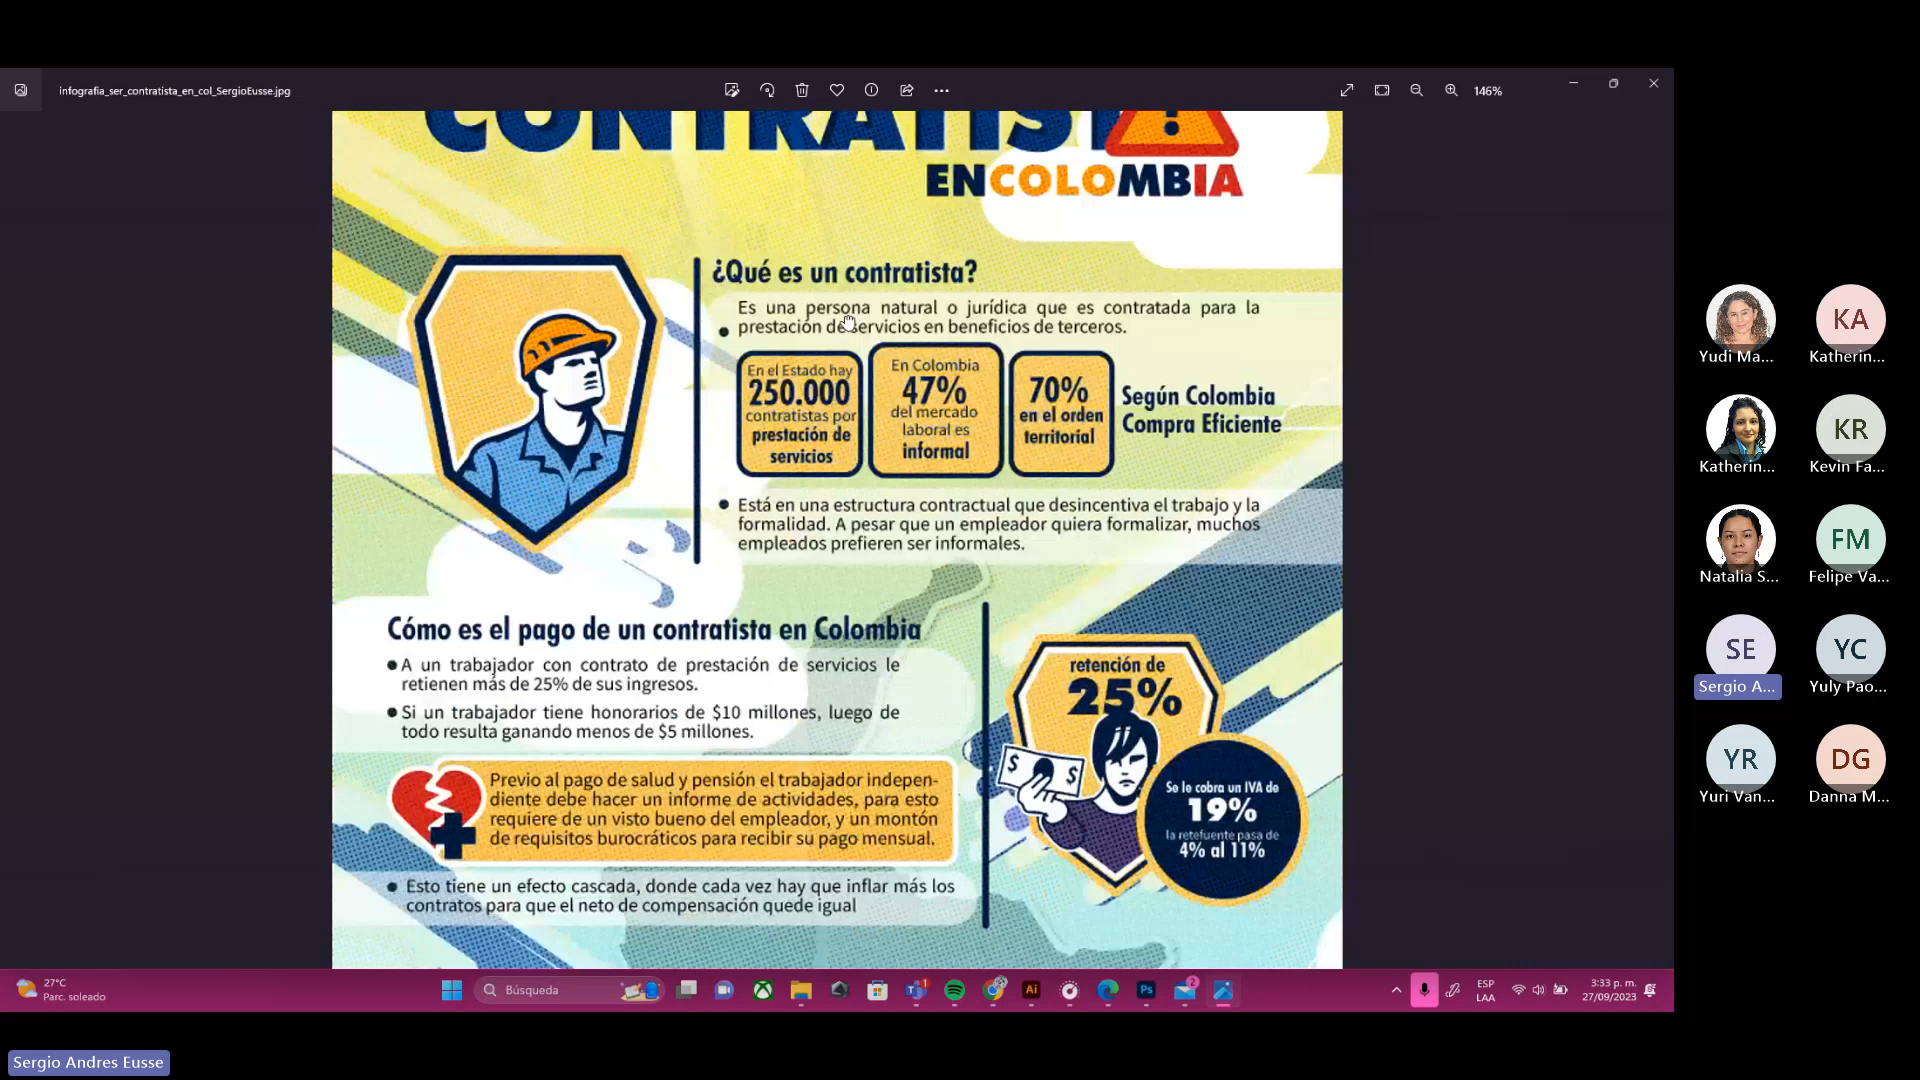 infografia_ser_contratista_en_col_SergioEusse.jpg
146%
CONTRATIST
ENCOLOMBIA
¿Qué es un contratista?
Es una persona natural o jurídica que es contratada para la
prestación de servicios en beneficios de terceros.
En el Estado hay
250.000
contratistas por
prestación de
servicios
En Colombia
47%
del mercado
laboral es
informal
70%
en el orden
territorial
Según Colombia
Compra Eficiente
Está en una estructura contractual que desincentiva el trabajo y la
formalidad. A pesar que un empleador quiera formalizar, muchos
empleados prefieren ser informales.
Cómo es el pago de un contratista en Colombia
A un trabajador con contrato de prestación de servicios le
retienen más de 25% de sus ingresos.
Si un trabajador tiene honorarios de $10 millones, luego de
todo resulta ganando menos de $5 millones.
Previo al pago de salud y pensión el trabajador indepen-
diente debe hacer un informe de actividades, para esto
requiere de un visto bueno del empleador, y un montón
de requisitos burocráticos para recibir su pago mensual.
Esto tiene un efecto cascada, donde cada vez hay que inflar más los
contratos para que el neto de compensación quede igual
retención de
25%
$ $
Se le cobra un IVA de
19%
la retefuente pasa de
4% al 11%
Yudi Ma...
KA
Katherin...
Katherin...
KR
Kevin Fa...
Natalia S...
FM
Felipe Va...
SE
Sergio A...
YC
Yuly Pao...
YR
Yuri Van...
DG
Danna M...
27°C
Parc. soleado
Búsqueda
1
Ai
Ps
2
ESP
LAA
3:33 p. m.
27/09/2023
Sergio Andres Eusse